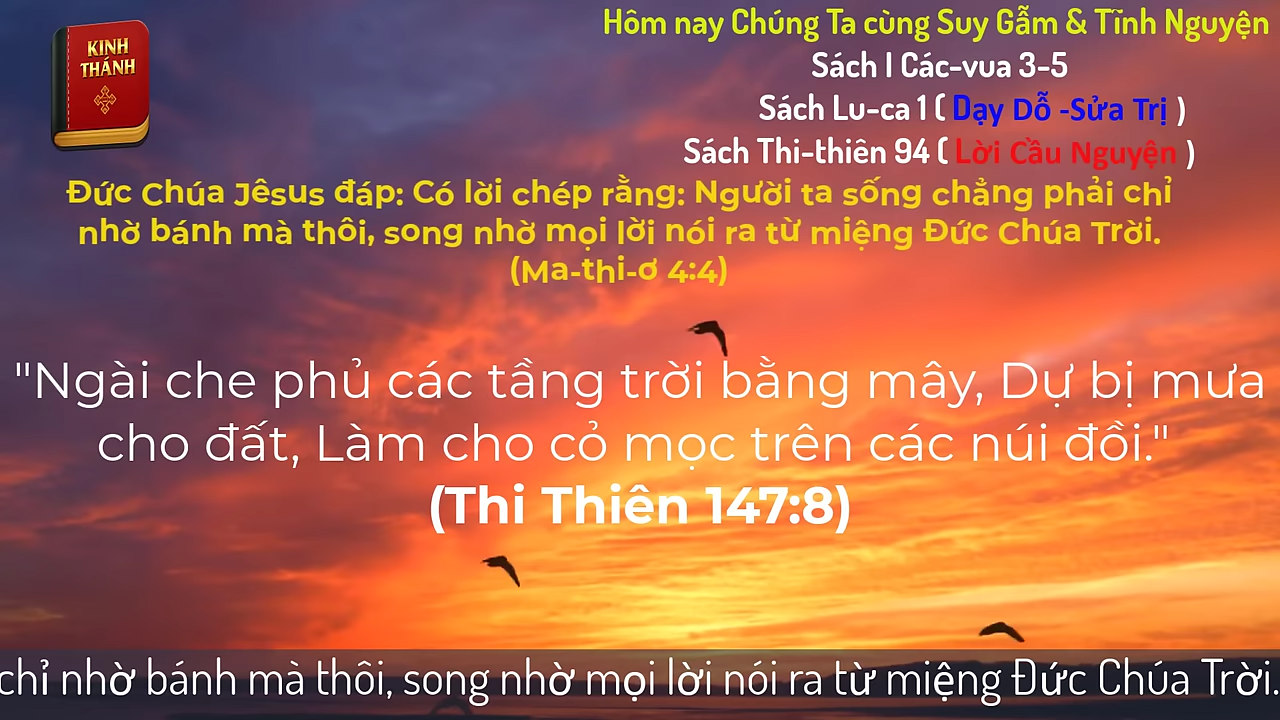 KINH
THÁNH
Hôm nay Chúng Ta cùng Suy Gẫm & Tĩnh Nguyện
Sách I Các-vua 3-5
Sách Lu-ca 1 ( Dạy Dỗ -Sửa Trị )
Sách Thi-thiên 94 ( Lời Cầu Nguyện )
Đức Chúa Jêsus đáp: Có lời chép rằng: Người ta sống chẳng phải chỉ
nhờ bánh mà thôi, song nhờ mọi lời nói ra từ miệng Đức Chúa Trời.
(Ma-thi-ơ 4:4)
"Ngài che phủ các tầng trời bằng mây, Dự bị mưa
cho đất, Làm cho cỏ mọc trên các núi đồi."
(Thi Thiên 147:8)
chỉ nhờ bánh mà thôi, song nhờ mọi lời nói ra từ miệng Đức Chúa Trời.